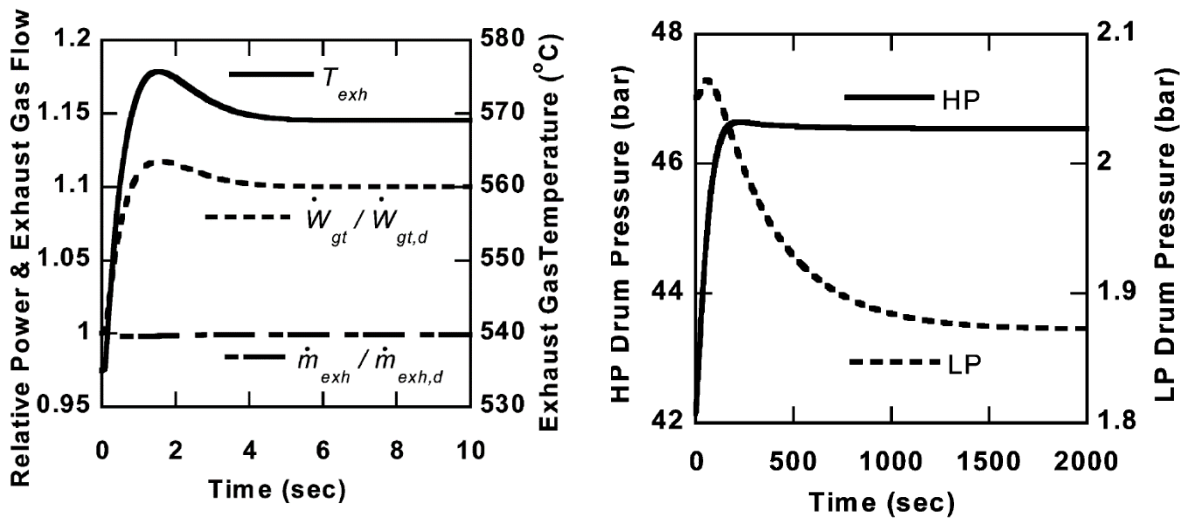 Relative Power & Exhaust Gas Flow
1.2
1.15
1.1
1.05
1
0.95
T exh
Ẇ gt / Ẇ gt,d
ṁ exh / ṁ exh,d
580
570
560
550
540
530
Exhaust GasTemperature (°C)
0 2 4 6 8 10
Time (sec)
HP Drum Pressure (bar)
48
46
44
42
HP
LP
2.1
2
1.9
1.8
LP Drum Pressure (bar)
0 500 1000 1500 2000
Time (sec)